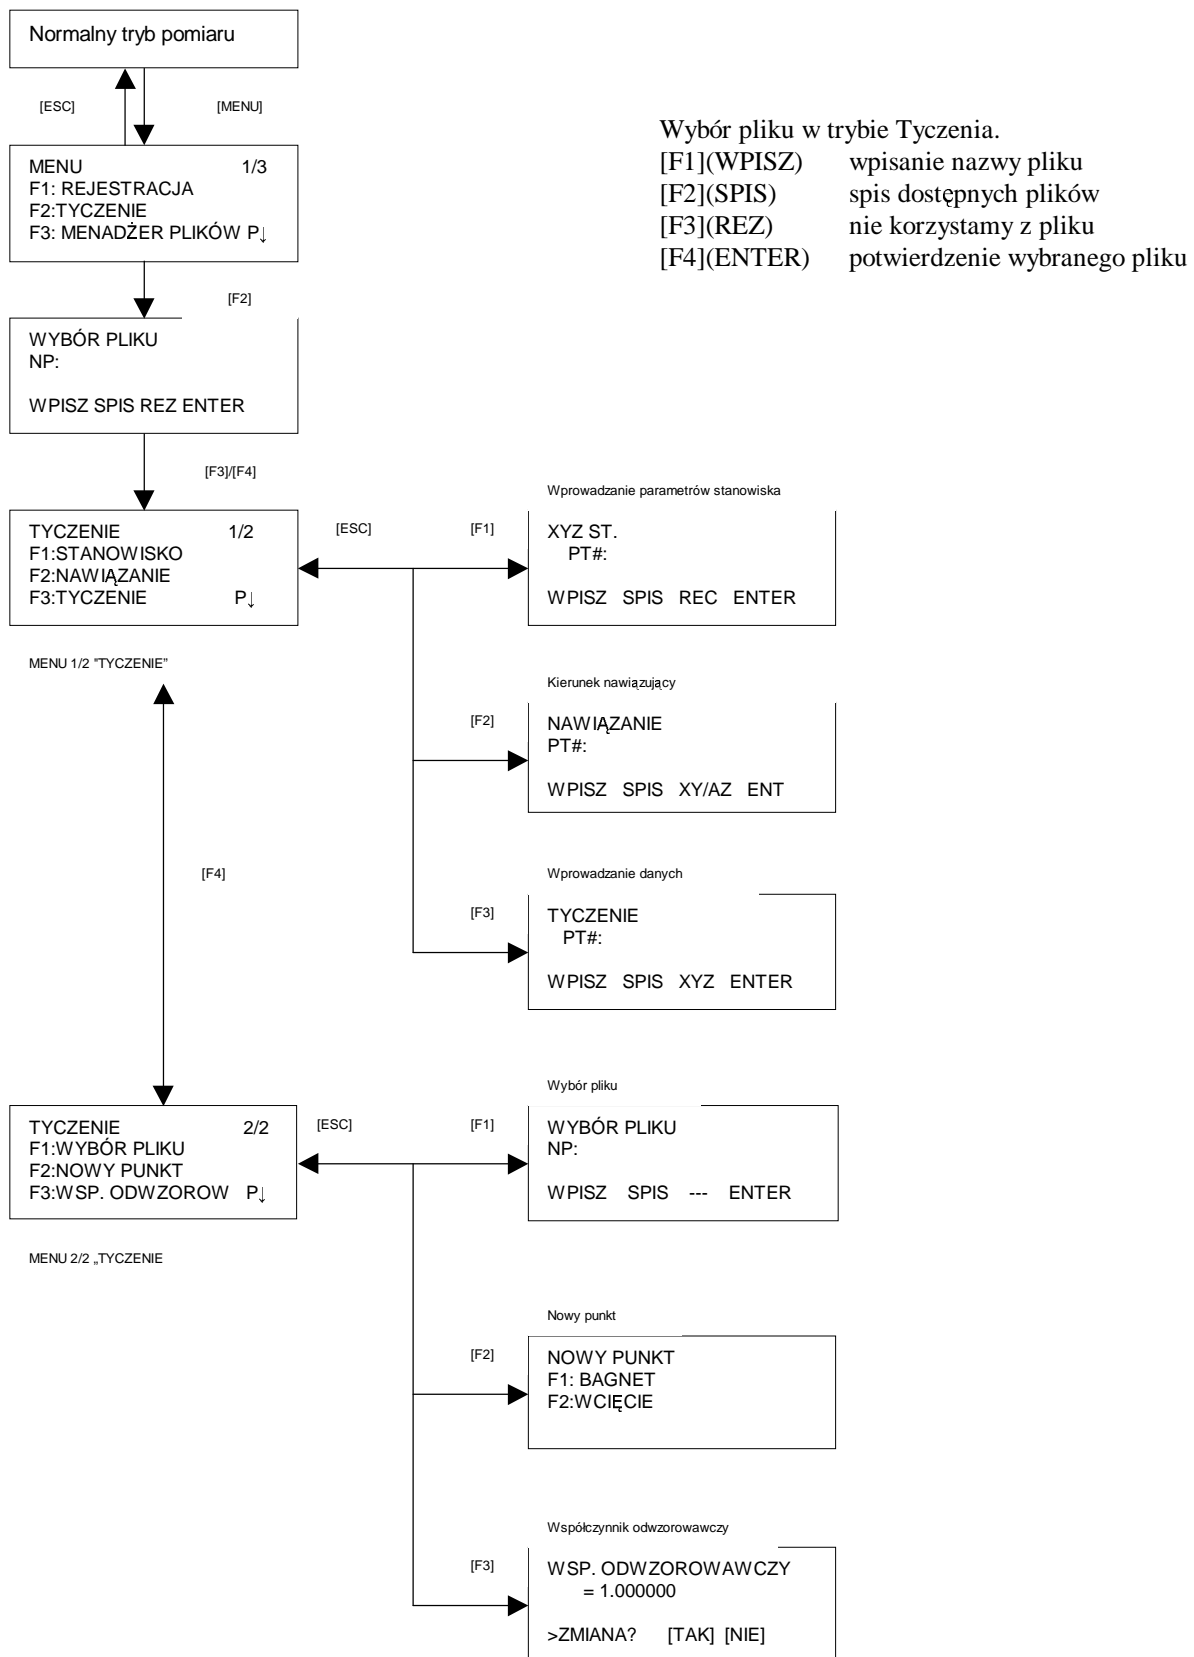 Normalny tryb pomiaru
[ESC]
[MENU]
MENU 1/3
F1: REJESTRACJA
F2:TYCZENIE
F3: MENADŻER PLIKÓW P↓
Wybór pliku w trybie Tyczenia.
[F1](WPISZ) wpisanie nazwy pliku
[F2](SPIS) spis dostępnych plików
[F3](REZ) nie korzystamy z pliku
[F4](ENTER) potwierdzenie wybranego pliku
[F2]
WYBÓR PLIKU
NP:
WPISZ SPIS REZ ENTER
[F3]/[F4]
TYCZENIE 1/2
F1:STANOWISKO
F2:NAWIĄZANIE
F3:TYCZENIE P↓
MENU 1/2 "TYCZENIE"
[ESC]
[F1]
Wprowadzanie parametrów stanowiska
XYZ ST.
PT#:
WPISZ SPIS REC ENTER
Kierunek nawiązujący
[F2]
NAWIĄZANIE
PT#:
WPISZ SPIS XY/AZ ENT
Wprowadzanie danych
[F3]
TYCZENIE
PT#:
WPISZ SPIS XYZ ENTER
[F4]
TYCZENIE 2/2
F1:WYBÓR PLIKU
F2:NOWY PUNKT
F3:WSP. ODWZOROW P↓
MENU 2/2 „TYCZENIE
[ESC]
[F1]
Wybór pliku
WYBÓR PLIKU
NP:
WPISZ SPIS --- ENTER
Nowy punkt
[F2]
NOWY PUNKT
F1: BAGNET
F2:WCIĘCIE
Współczynnik odwzorowawczy
[F3]
WSP. ODWZOROWAWCZY
= 1.000000
>ZMIANA? [TAK] [NIE]